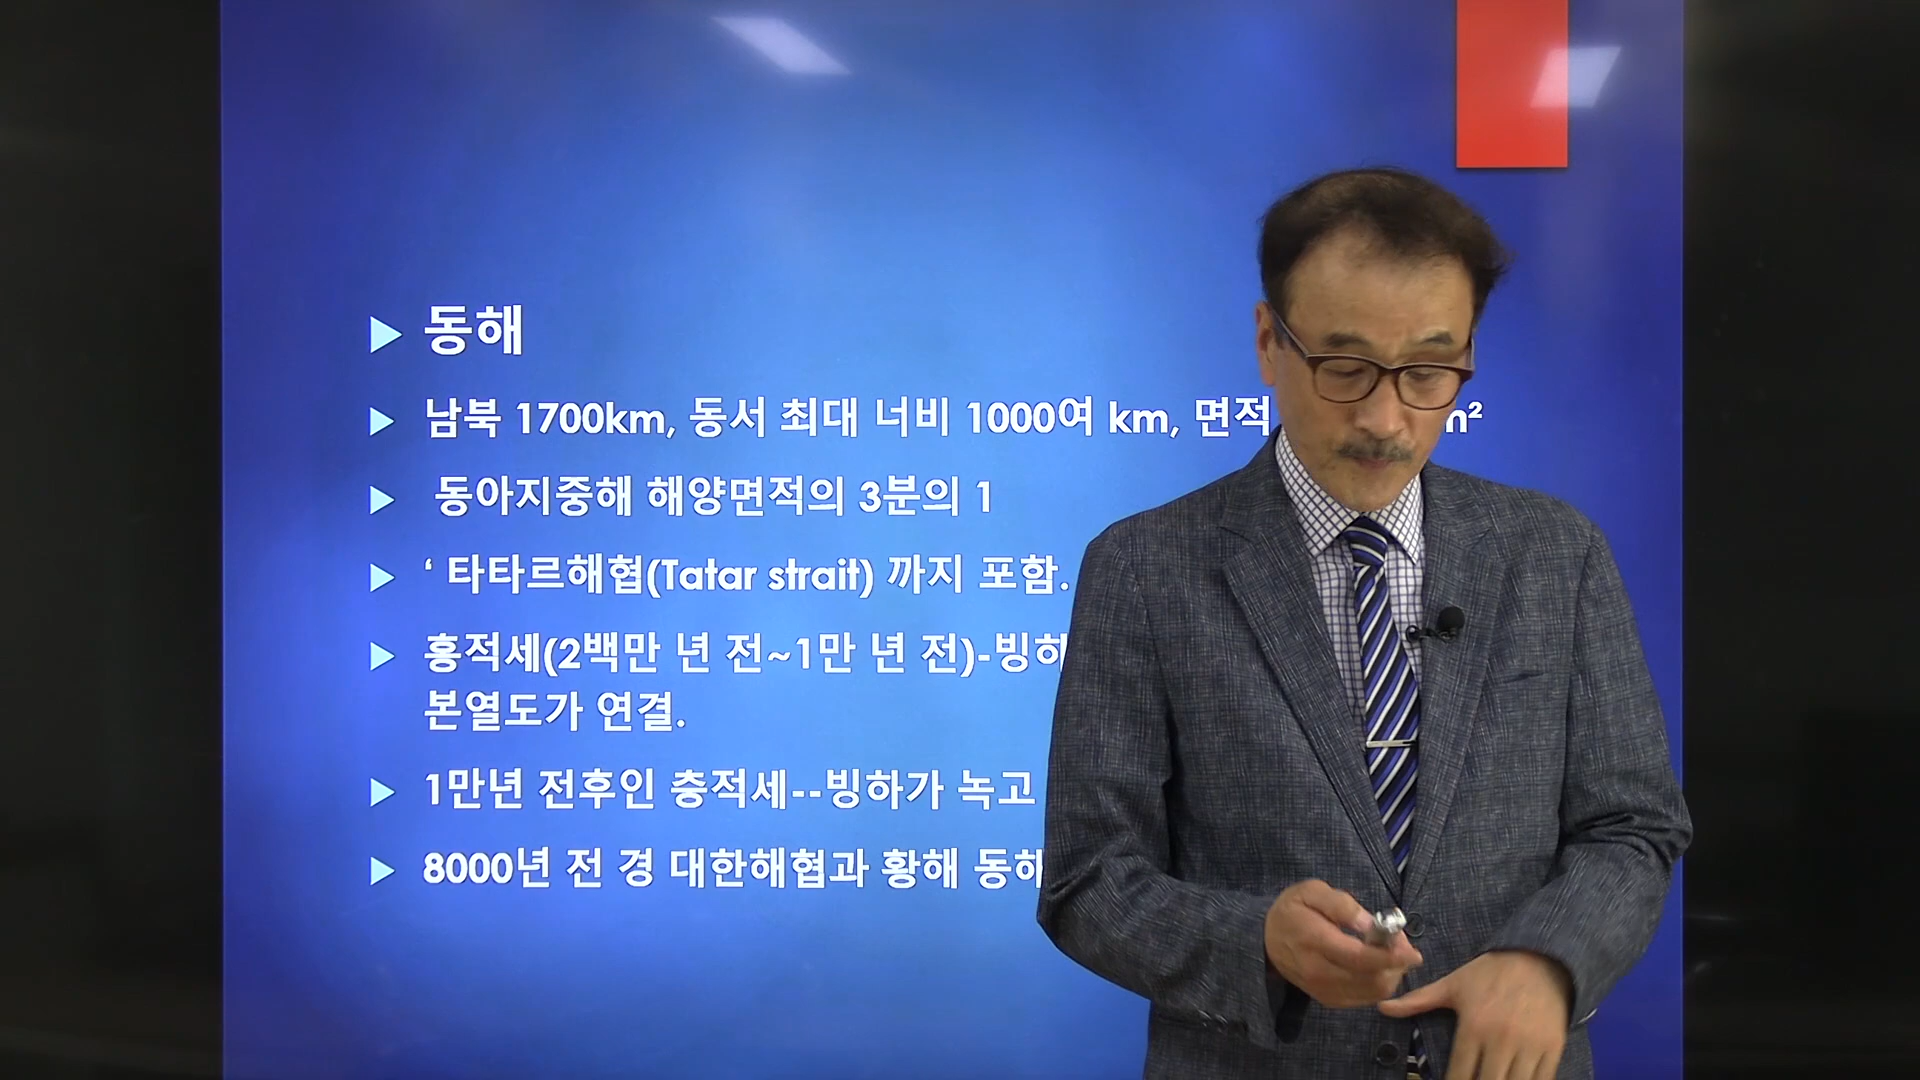 동해
남북 1700km, 동서 최대 너비 1000여 km, 면적
동아지중해 해양면적의 3분의 1
‘ 타타르해협(Tatar strait) 까지 포함.
홍적세(2백만 년 전~1만 년 전)-빙하
본열도가 연결.
1만년 전후인 충적세--빙하가 녹고
8000년 전 경 대한해협과 황해 동해